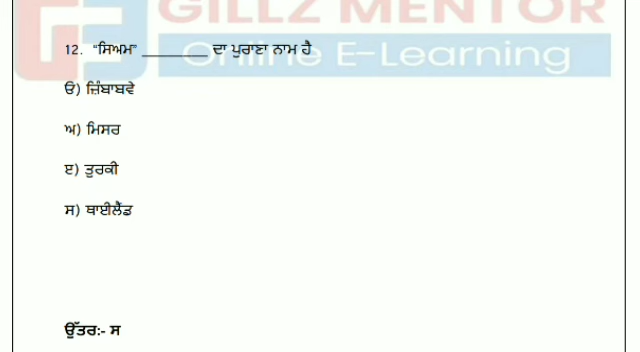 GILLZ MENTOR
Online E-Learning
12. "ਸਿਅਮ" ________ ਦਾ ਪੁਰਾਣਾ ਨਾਮ ਹੈ
ੳ) ਜ਼ਿੰਬਾਬਵੇ
ਅ) ਮਿਸਰ
ੲ) ਤੁਰਕੀ
ਸ) ਥਾਈਲੈਂਡ
ਉੱਤਰ:- ਸ